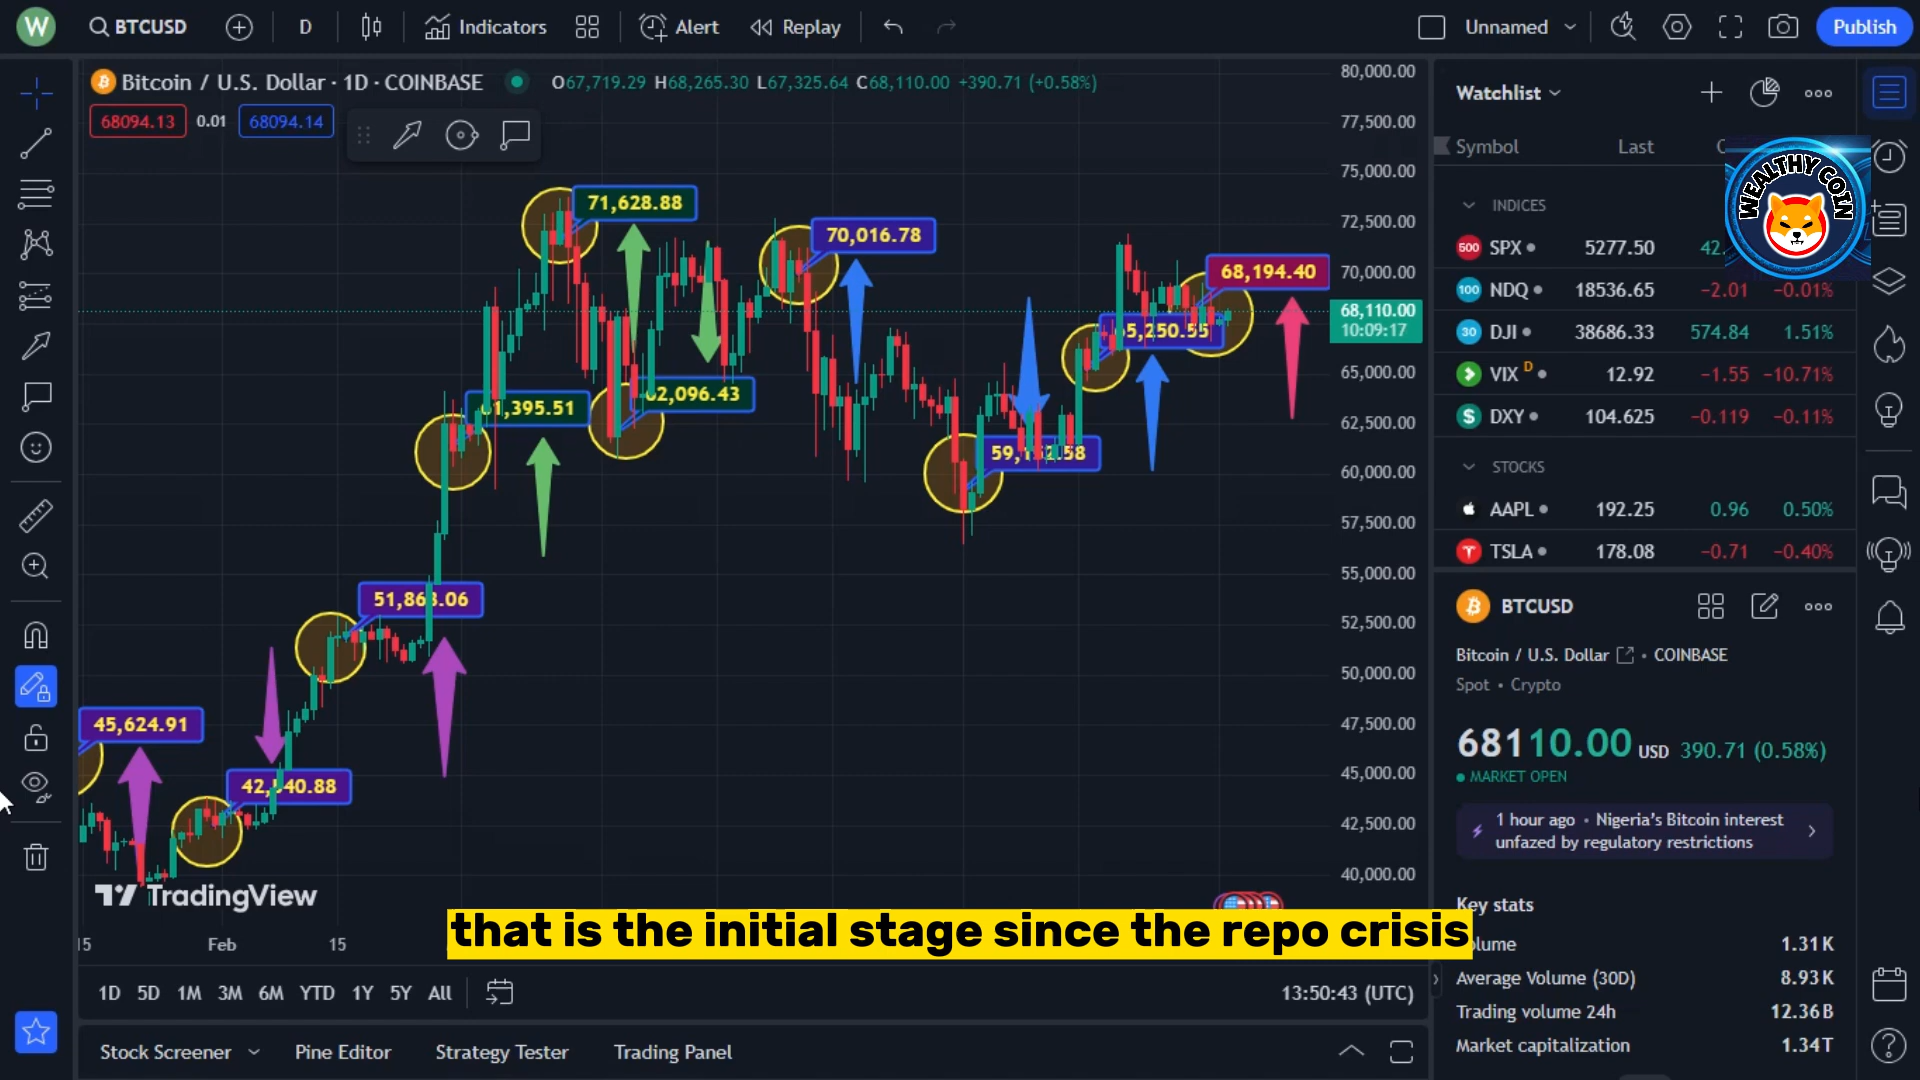 W
BTCUSD
D
Indicators
Alert
Replay
Unnamed
Publish
Bitcoin / U.S. Dollar · 1D · COINBASE
O67,719.29 H68,265.30 L67,325.64 C68,110.00 +390.71 (+0.58%)
68094.13
0.01
68094.14
80,000.00
77,500.00
75,000.00
72,500.00
70,000.00
68,110.00
10:09:17
65,000.00
62,500.00
60,000.00
57,500.00
55,000.00
52,500.00
50,000.00
47,500.00
45,000.00
42,500.00
40,000.00
71,628.88
70,016.78
68,194.40
62,096.43
51,868.06
45,624.91
TradingView
that is the initial stage since the repo crisis
15 Feb 15
1D 5D 1M 3M 6M YTD 1Y 5Y All
13:50:43 (UTC)
Stock Screener
Pine Editor
Strategy Tester
Trading Panel
Watchlist
Symbol Last
WEALTHY COIN
INDICES
500 SPX 5277.50 42.
100 NDQ 18536.65 −2.01 −0.01%
30 DJI 38686.33 574.84 1.51%
VIX D 12.92 −1.55 −10.71%
$ DXY 104.625 −0.119 −0.11%
STOCKS
AAPL 192.25 0.96 0.50%
TSLA 178.08 −0.71 −0.40%
BTCUSD
Bitcoin / U.S. Dollar • COINBASE
Spot • Crypto
68110.00 USD 390.71 (0.58%)
MARKET OPEN
1 hour ago • Nigeria's Bitcoin interest
unfazed by regulatory restrictions
Key stats
1.31K
Average Volume (30D) 8.93K
Trading volume 24h 12.36B
Market capitalization 1.34T